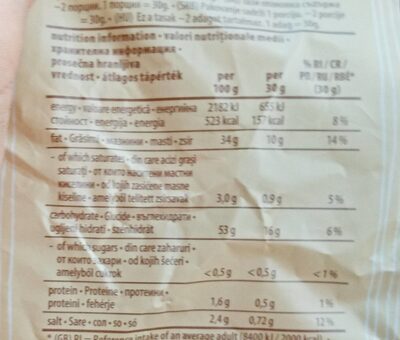 ~2 порции, 1 порция = 30g. • (SRB) Pakovanje sadrži 1 porciju ~2 porcije
= 30g. • (HU) Ez a tasak ~2 adagot tartalmaz, 1 adag = 30g.
nutrition information • valori nutriționale medii •
хранителна информация •
prosečna hranljiva vrednost • átlagos tápérték per 100 g per 30 g % RI / CR / PD / RU / RBÉ* (30 g)
energy • valoare energetică • енергийна 2182 kJ 655 kJ
стойност • energija • energia 523 kcal 157 kcal 8%
fat • Grăsimi • мазнини • masti • zsír 34 g 10 g 14%
- of which saturates • din care acizi grași
saturați • от които наситени мастни
киселини • od kojih zasićene masne
kiseline • amelyből telített zsírsavak 3,0 g 0,9 g 5%
carbohydrate • Glucide • въглехидрати •
ugljeni hidrati • szénhidrát 53 g 16 g 6%
- of which sugars • din care zaharuri •
от които захари • od kojih šećeri •
amelyből cukrok <0,5 g <0,5 g <1%
protein • Proteine • протеини •
proteini • fehérje 1,6 g 0,5 g 1%
salt • Sare • сол • so • só 2,4 g 0,72 g 12%
* (GB) RI = Reference intake of an average adult (8400 kJ / 2000 kcal)